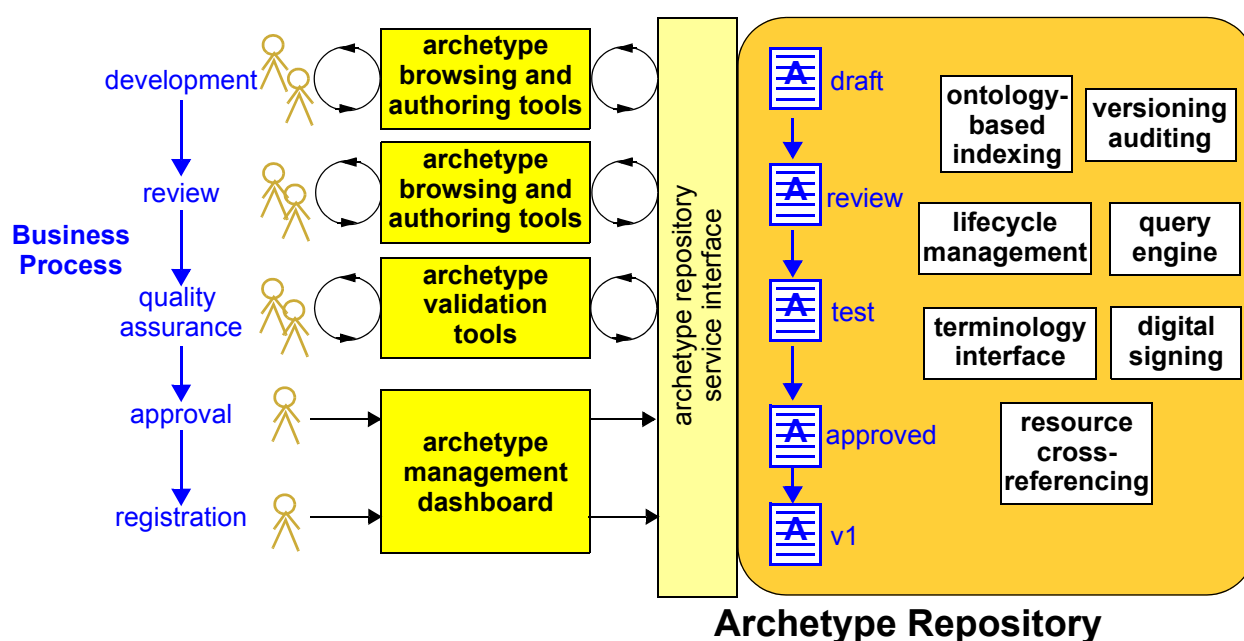 Business
Process
development
review
quality
assurance
approval
registration
archetype
browsing and
authoring tools
archetype
browsing and
authoring tools
archetype
validation
tools
archetype
management
dashboard
archetype repository
service interface
A
draft
A
review
A
test
A
approved
A
v1
ontology-
based
indexing
versioning
auditing
lifecycle
management
query
engine
terminology
interface
digital
signing
resource
cross-
referencing
Archetype Repository